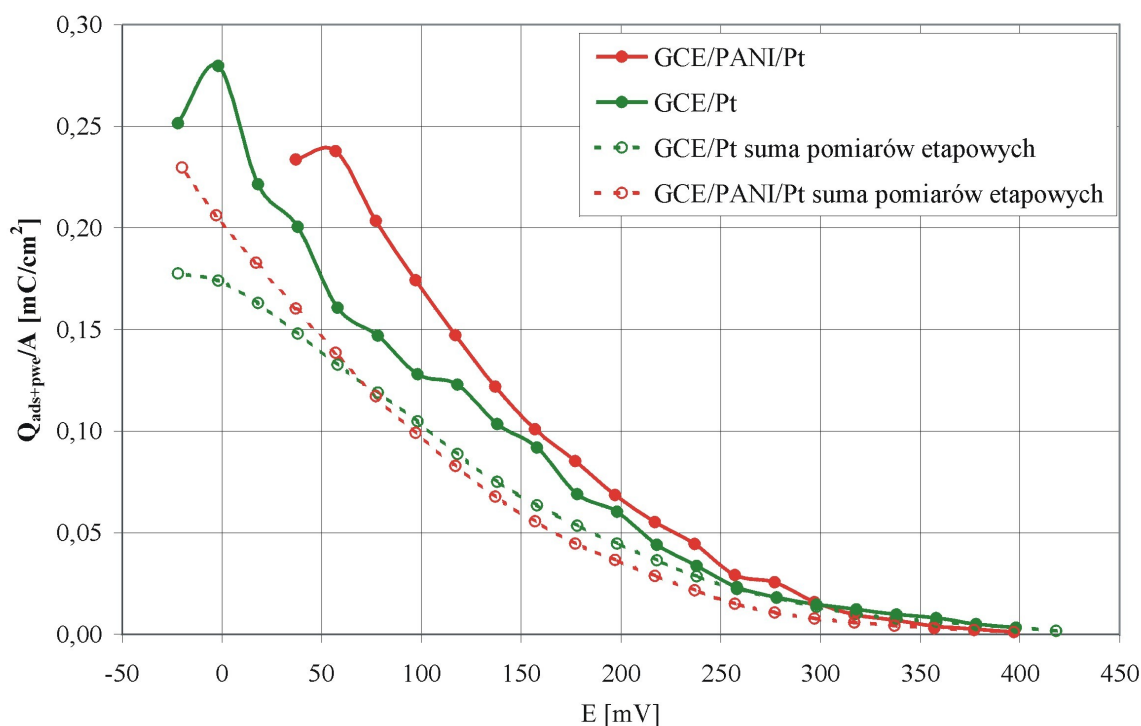 0,30
0,25
0,20
0,15
0,10
0,05
0,00
Qads+pwe/A [mC/cm2]
GCE/PANI/Pt
GCE/Pt
GCE/Pt suma pomiarów etapowych
GCE/PANI/Pt suma pomiarów etapowych
-50 0 50 100 150 200 250 300 350 400 450
E [mV]